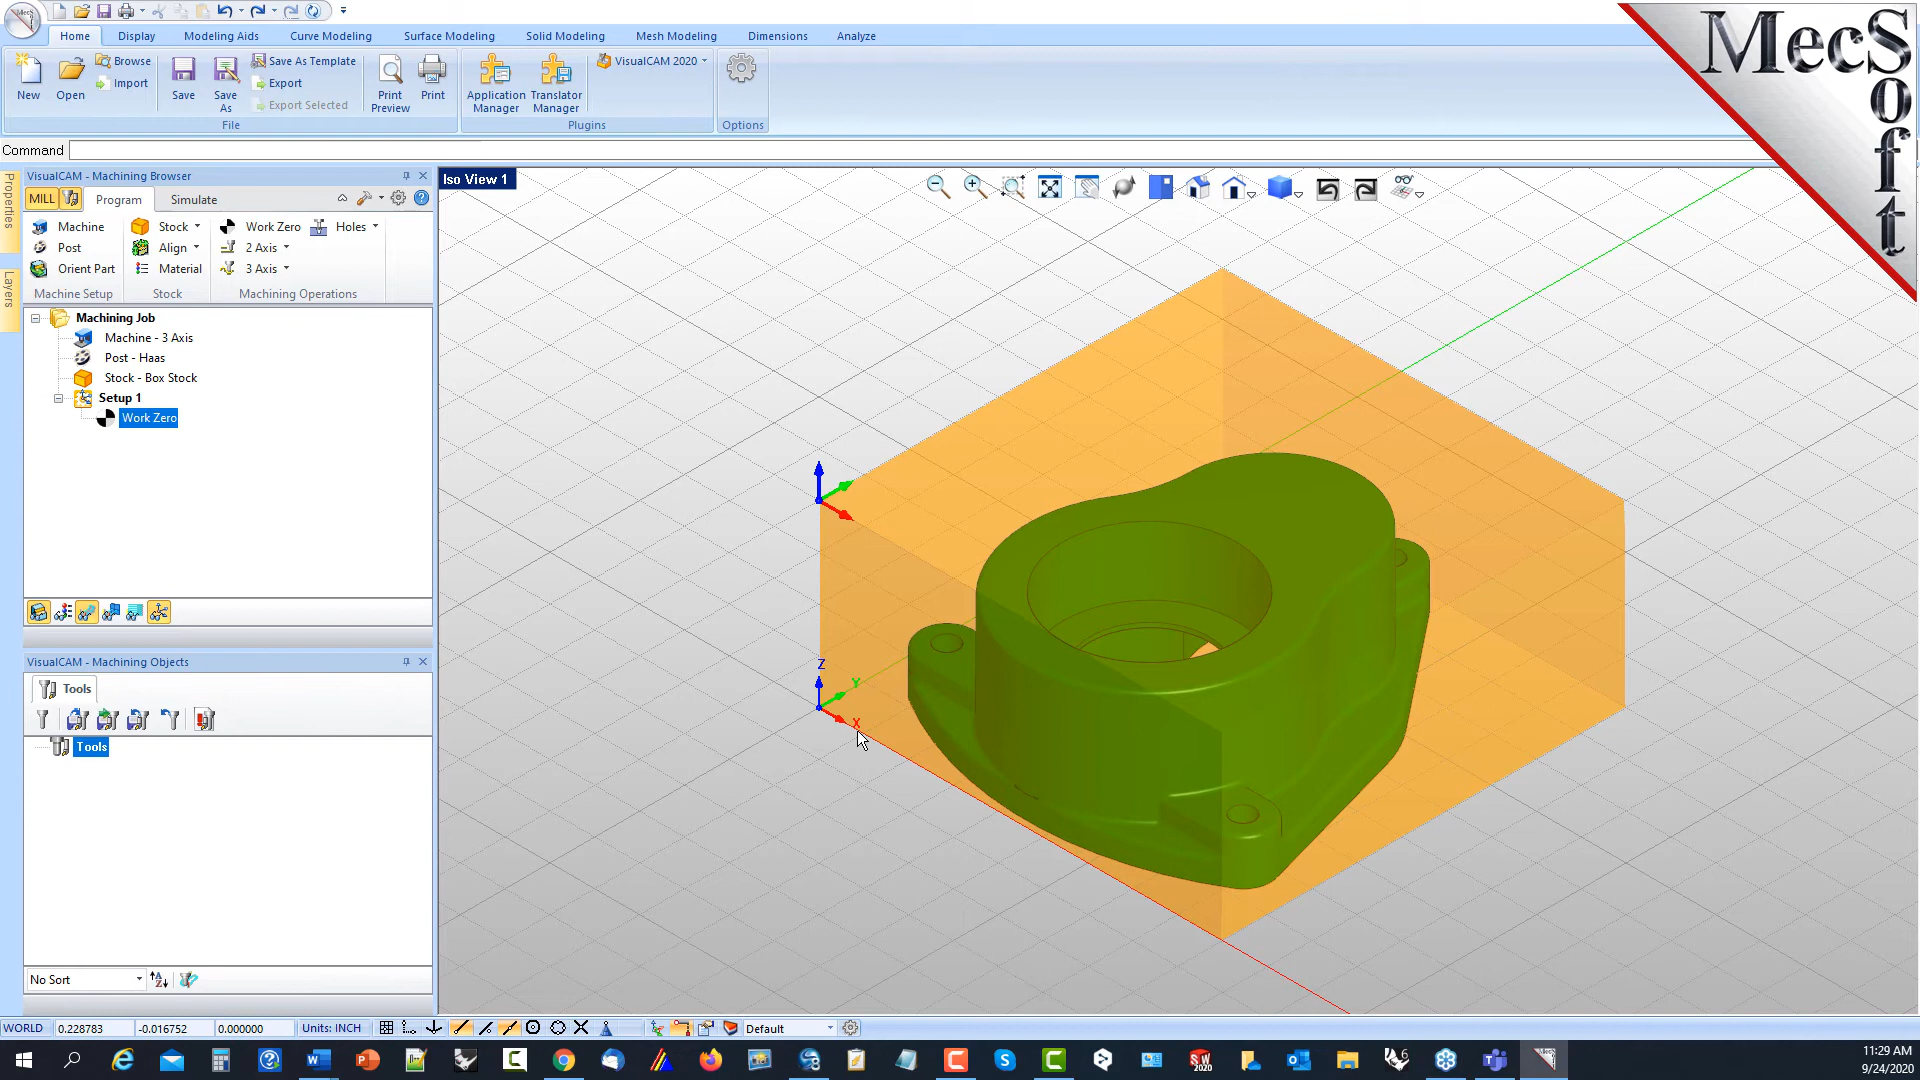 Home Display Modeling Aids Curve Modeling Surface Modeling Solid Modeling Mesh Modeling Dimensions Analyze
New
Open
Browse
Import
Save
Save As
Save As Template
Export
Export Selected
Print Preview
Print
Application Manager
Translator Manager
VisualCAM 2020
File
Plugins
Options
MecSoft
Command
Properties
Layers
VisualCAM - Machining Browser
MILL Program Simulate
Machine Stock Work Zero Holes
Post Align 2 Axis
Orient Part Material 3 Axis
Machine Setup Stock Machining Operations
Machining Job
Machine - 3 Axis
Post - Haas
Stock - Box Stock
Setup 1
Work Zero
Iso View 1
Z
Y
X
VisualCAM - Machining Objects
Tools
Tools
No Sort
WORLD 0.228783 -0.016752 0.000000 Units: INCH Default
11:29 AM
9/24/2020